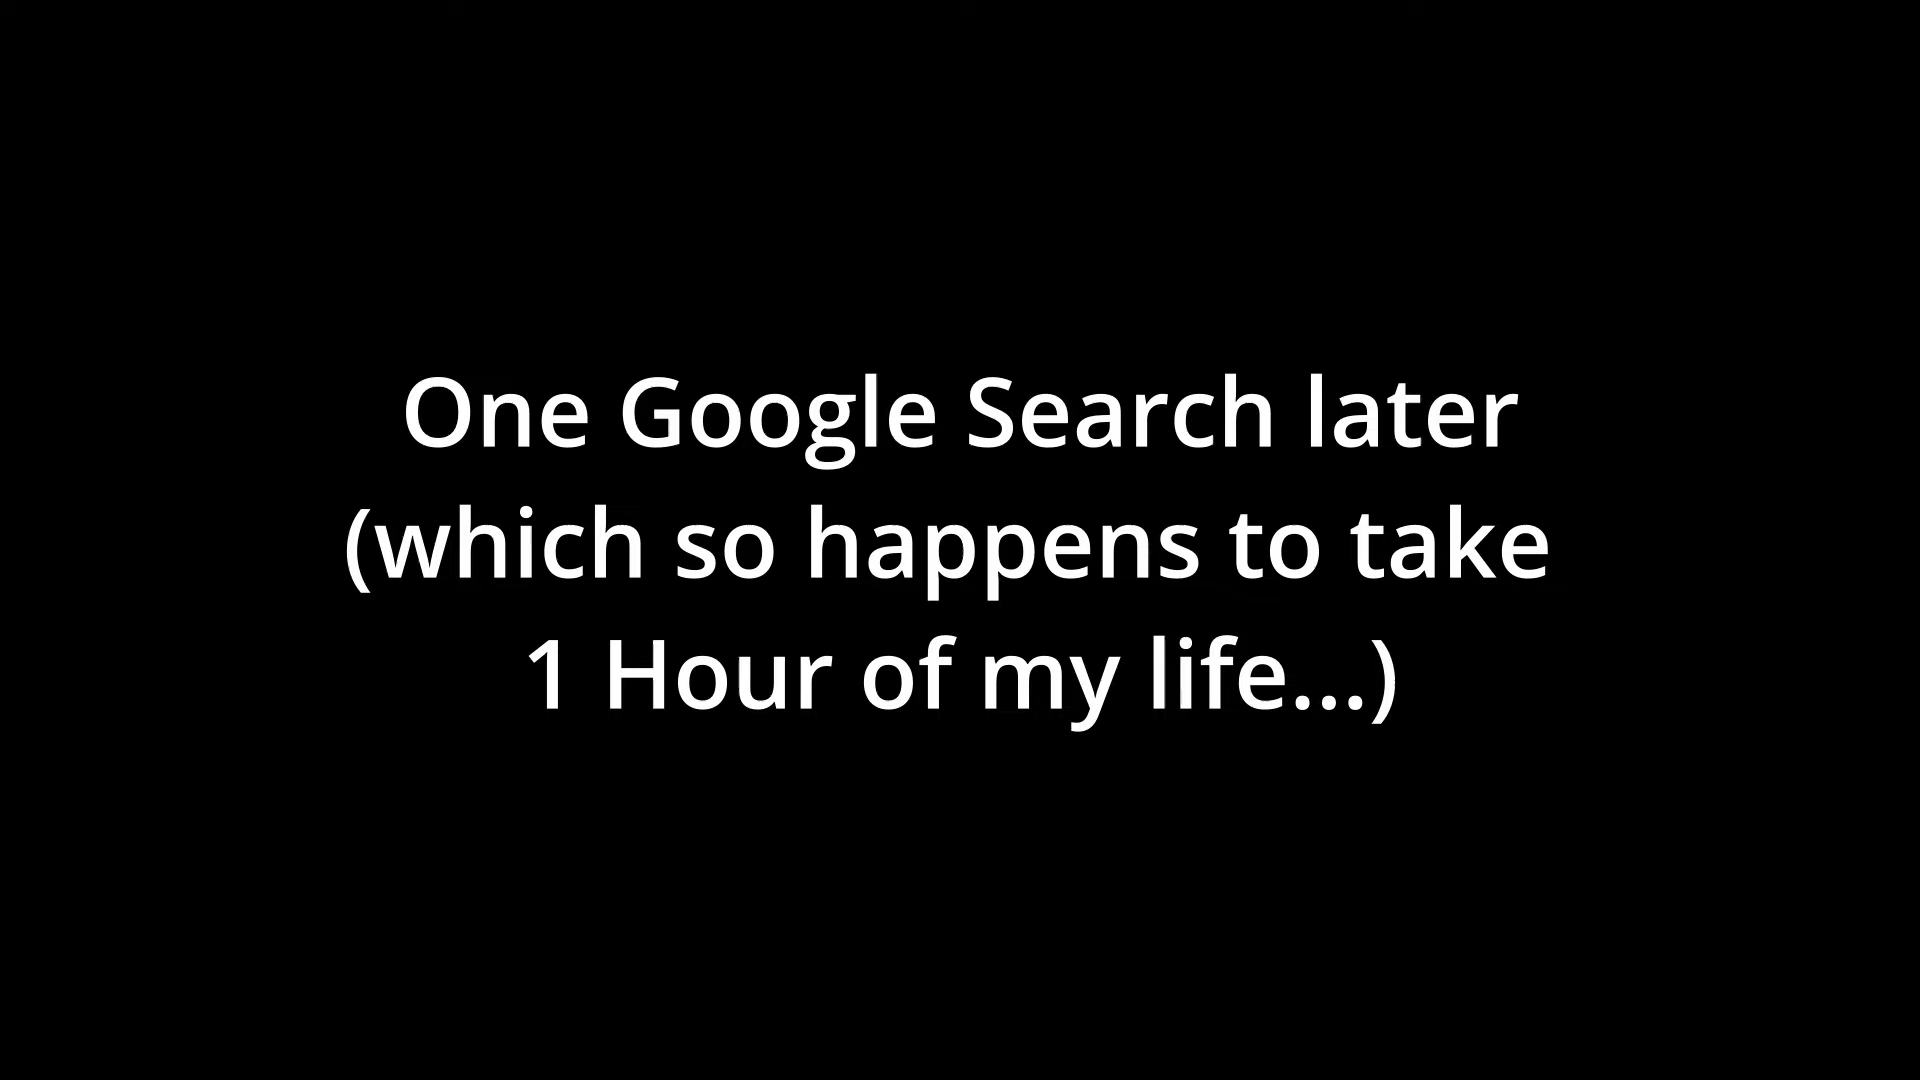 One Google Search later
(which so happens to take
1 Hour of my life...)